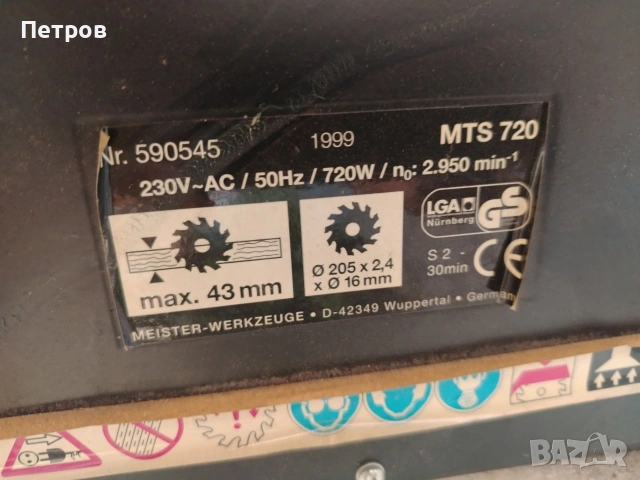 Петров
Nr. 590545 1999 MTS 720
230V~AC / 50Hz / 720W / n₀: 2.950 min⁻¹
LGA
Nürnberg
GS
max. 43 mm
Ø 205 x 2,4
x Ø 16 mm
S 2 -
30min
CE
MEISTER-WERKZEUGE · D-42349 Wuppertal · German
BAZAR